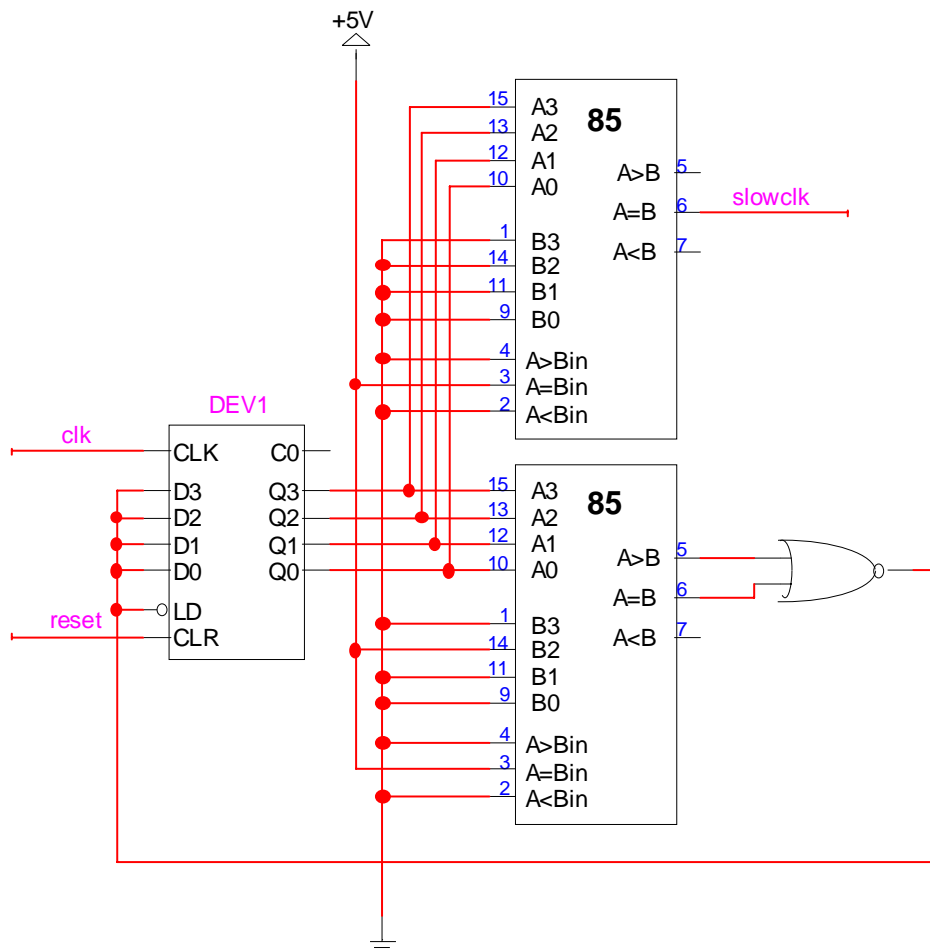 +5V
15 A3
85
13 A2
12 A1
A>B 5
10 A0
slowclk
A=B 6
1 B3
A<B 7
14 B2
11 B1
9 B0
4 A>Bin
3 A=Bin
2 A<Bin
DEV1
clk
CLK C0
D3 Q3
15 A3
85
D2 Q2
13 A2
D1 Q1
12 A1
A>B 5
D0 Q0
10 A0
A=B 6
LD
reset
CLR
1 B3
A<B 7
14 B2
11 B1
9 B0
4 A>Bin
3 A=Bin
2 A<Bin